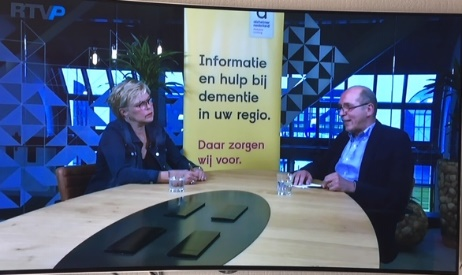 RTVP
Informatie
en hulp bij
dementie
in uw regio.
Daar zorgen
wij voor.